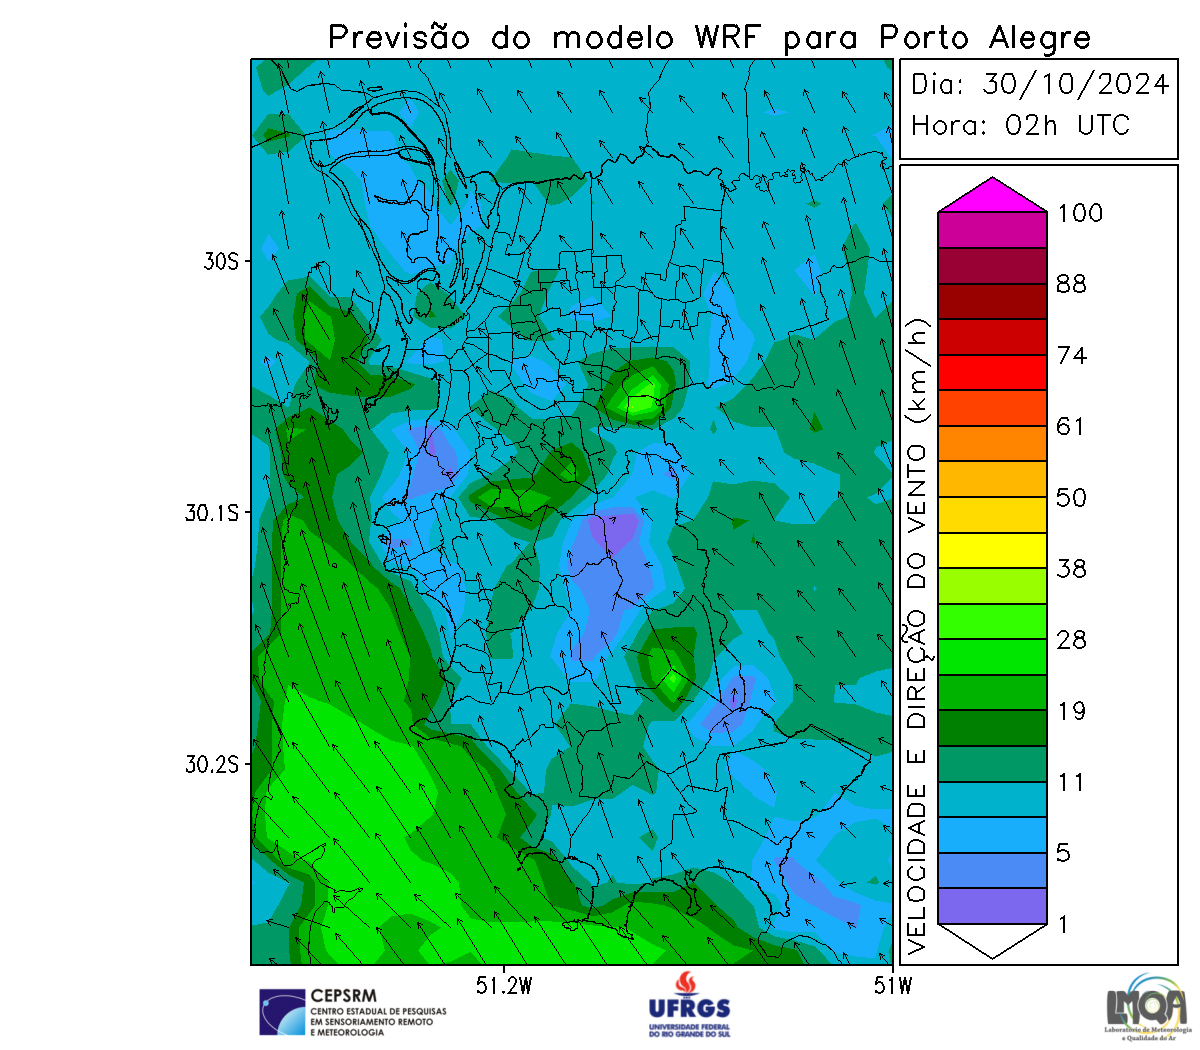 Previsão do modelo WRF para Porto Alegre
Dia: 30/10/2024
Hora: 02h UTC
100
88
74
61
50
38
28
19
11
5
1
VELOCIDADE E DIREÇÃO DO VENTO (km/h)
30S
30.1S
30.2S
51.2W
51W
CEPSRM
CENTRO ESTADUAL DE PESQUISAS
EM SENSORIAMENTO REMOTO
E METEOROLOGIA
UFRGS
UNIVERSIDADE FEDERAL
DO RIO GRANDE DO SUL
LMQA
Laboratório de Meteorologia
e Qualidade do Ar